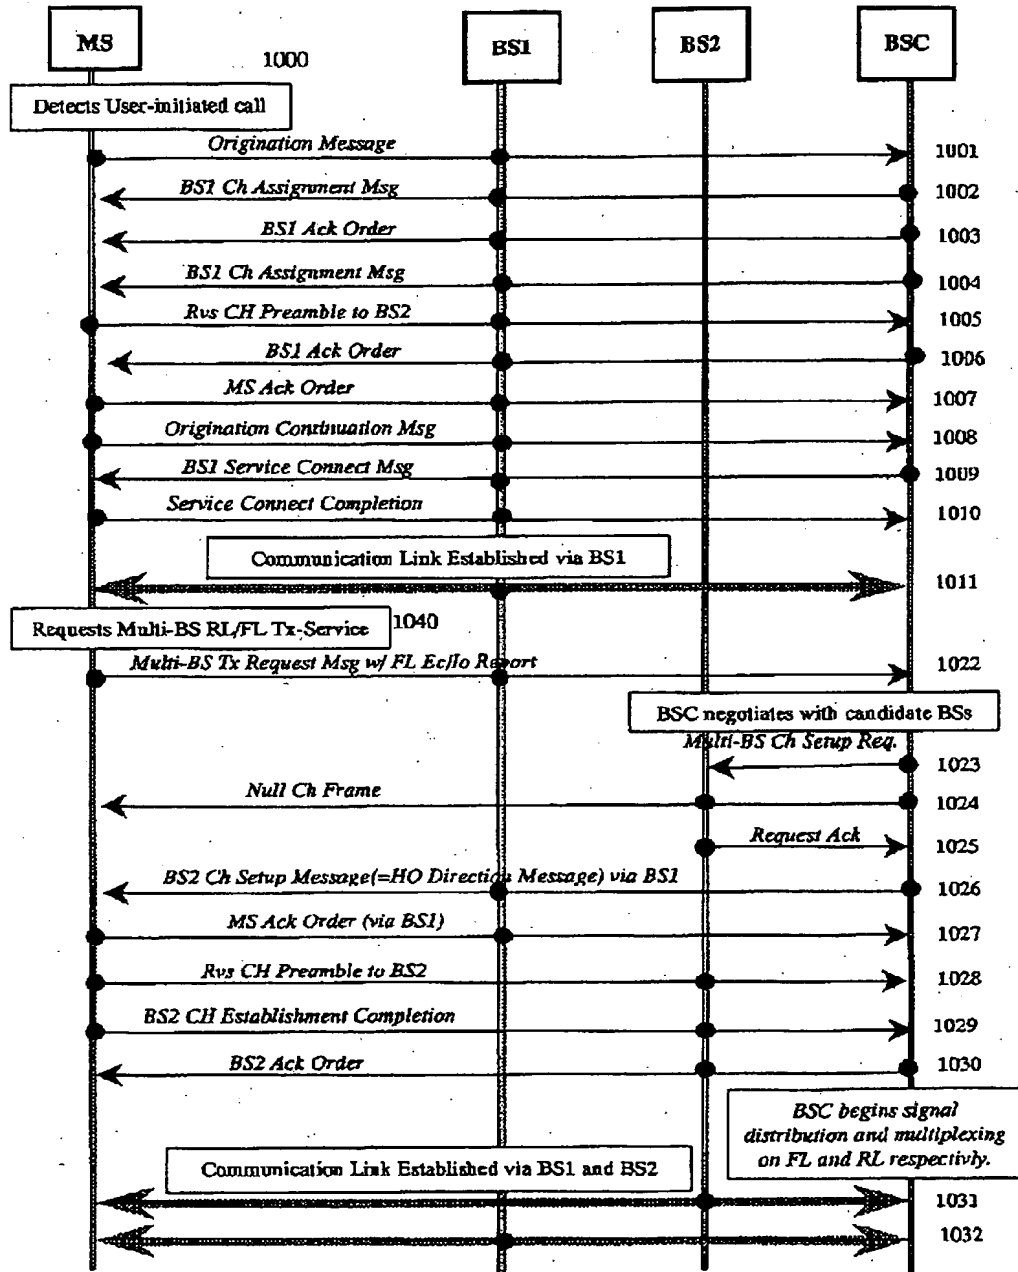 MS
BS1
BS2
BSC
1000
Detects User-initiated call
Origination Message
1001
BS1 Ch Assignment Msg
1002
BS1 Ack Order
1003
BS1 Ch Assignment Msg
1004
Rvs CH Preamble to BS2
1005
BS1 Ack Order
1006
MS Ack Order
1007
Origination Continuation Msg
1008
BS1 Service Connect Msg
1009
Service Connect Completion
1010
Communication Link Established via BS1
1011
Requests Multi-BS RL/FL Tx-Service
1040
Multi-BS Tx Request Msg w/ FL Ec/Io Report
1022
BSC negotiates with candidate BSs
Multi-BS Ch Setup Req.
1023
Null Ch Frame
1024
Request Ack
1025
BS2 Ch Setup Message(=HO Direction Message) via BS1
1026
MS Ack Order (via BS1)
1027
Rvs CH Preamble to BS2
1028
BS2 CH Establishment Completion
1029
BS2 Ack Order
1030
BSC begins signal
distribution and multiplexing
on FL and RL respectivly.
Communication Link Established via BS1 and BS2
1031
1032